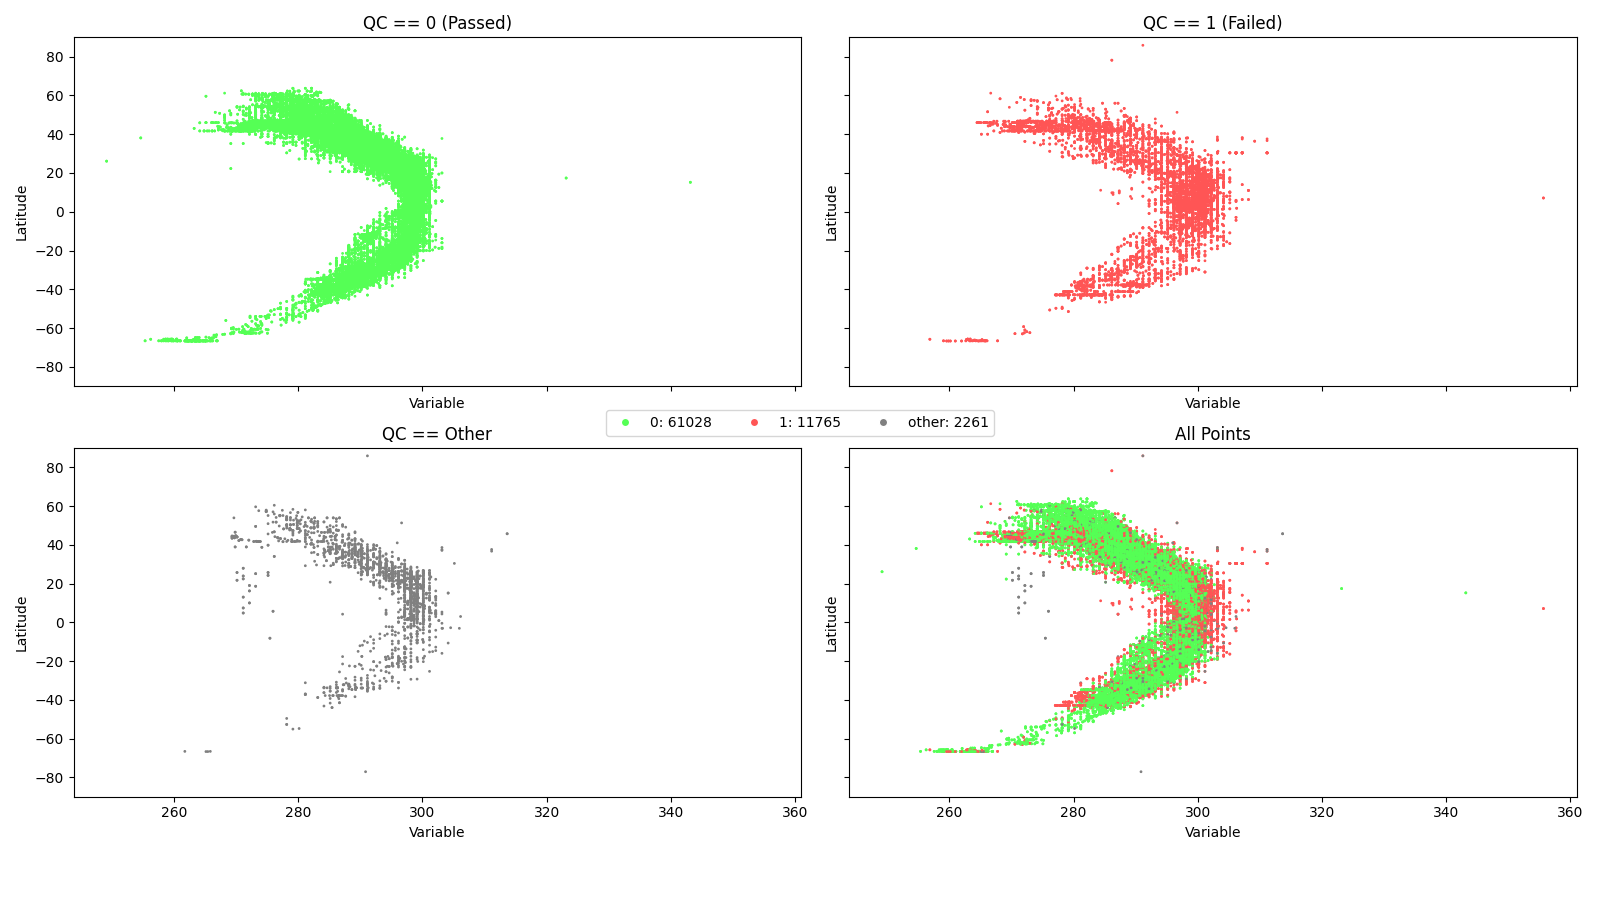 QC == 0 (Passed)
80
60
40
20
0
−20
−40
−60
−80
Latitude
Variable
QC == 1 (Failed)
Latitude
Variable
0: 61028 1: 11765 other: 2261
QC == Other
80
60
40
20
0
−20
−40
−60
−80
Latitude
260 280 300 320 340 360
Variable
All Points
Latitude
260 280 300 320 340 360
Variable